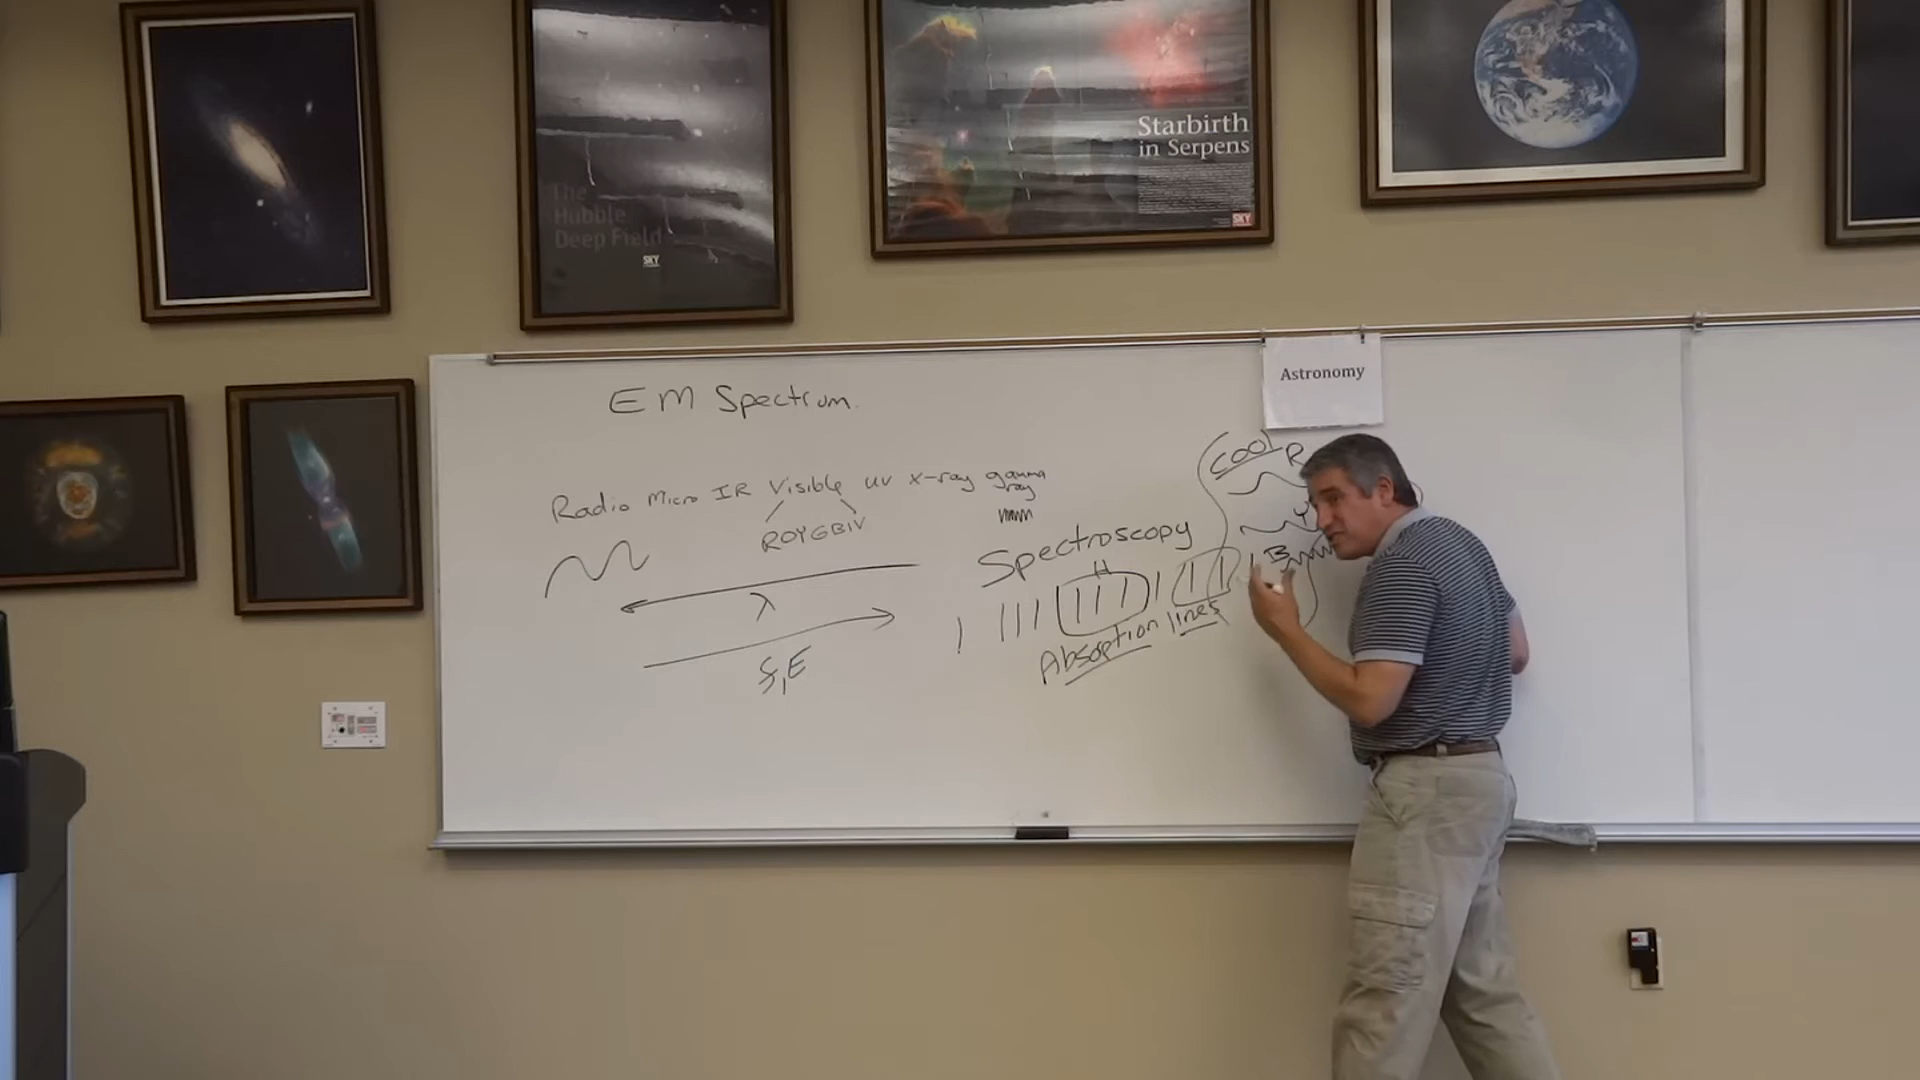 The
Hubble
Deep Field
SKY
Starbirth
in Serpens
SKY
Astronomy
EM Spectrum.
Radio Micro IR Visible UV x-ray gamma
ray
ROYGBIV
λ
f,E
Spectroscopy
H
Absoption lines
Cool
R
Y
B